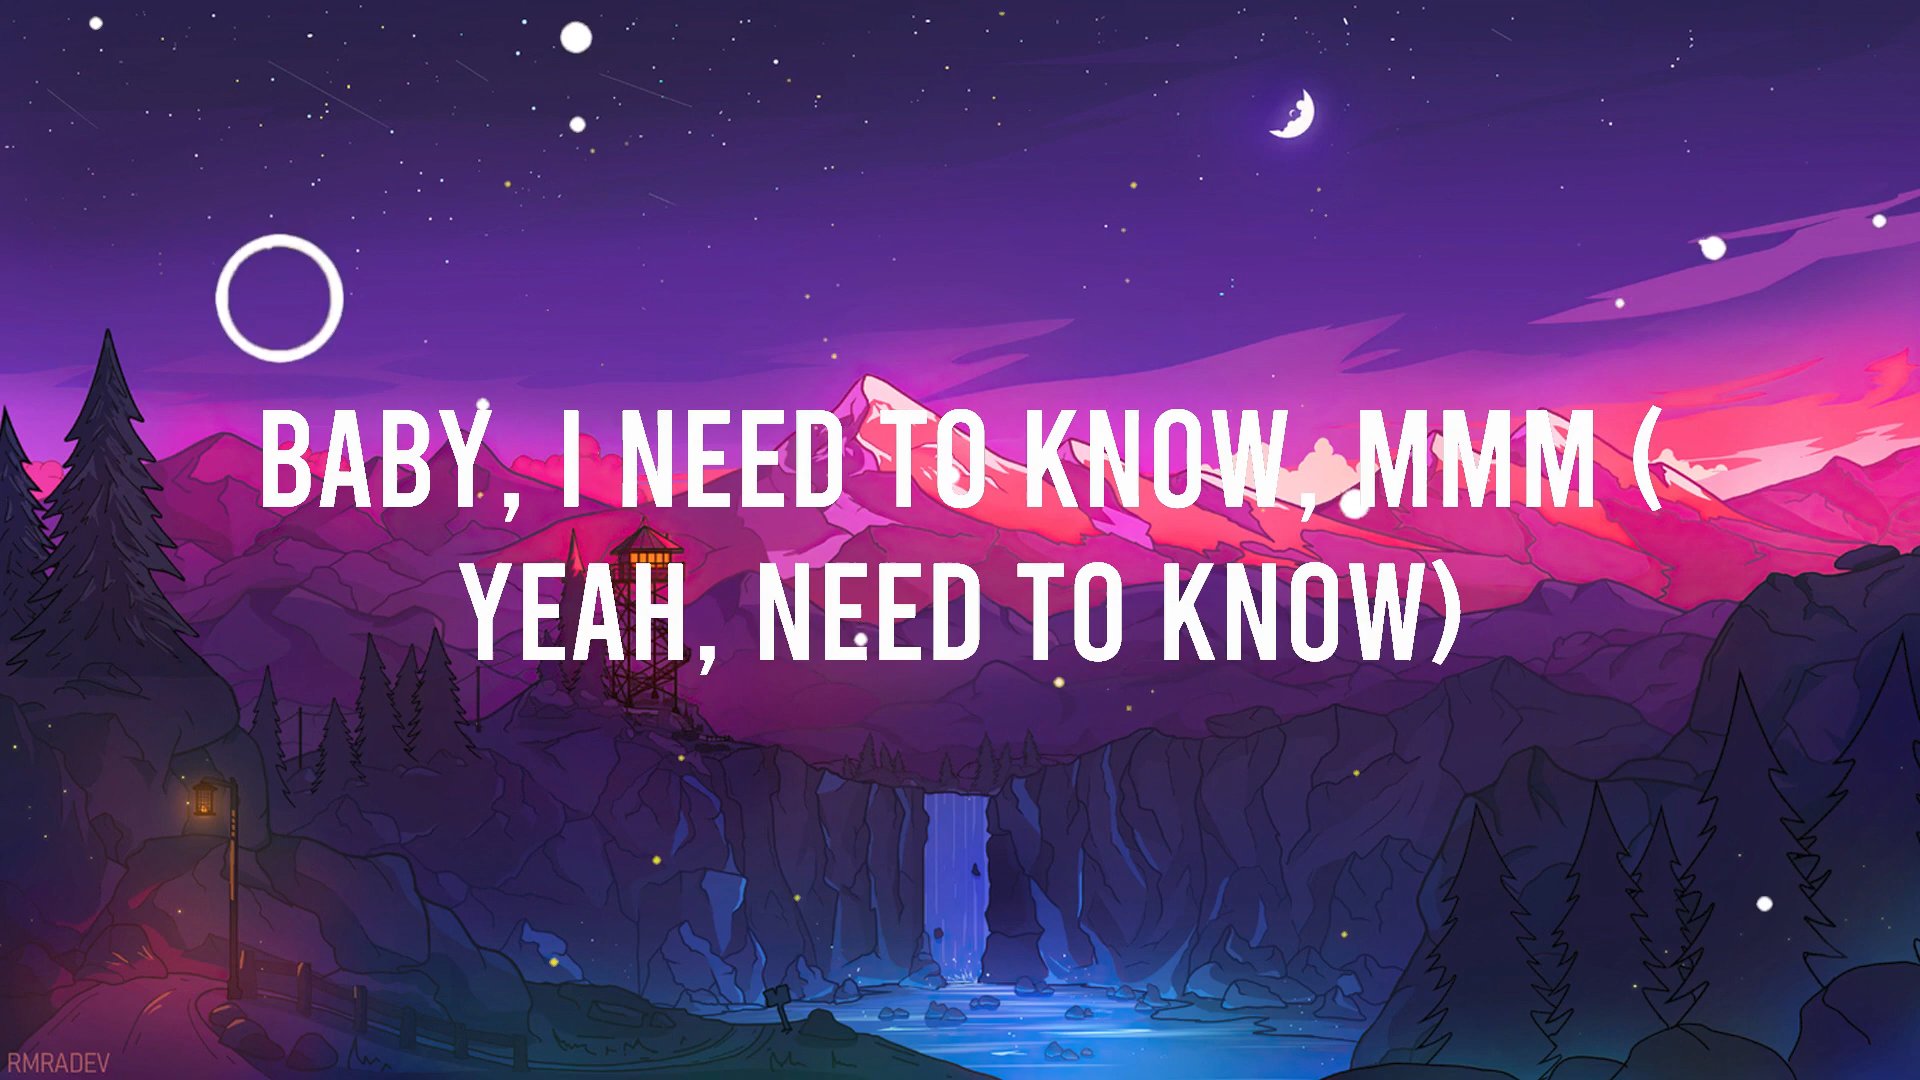 BABY, I NEED TO KNOW, MMM (
YEAH, NEED TO KNOW)
RMRADEV